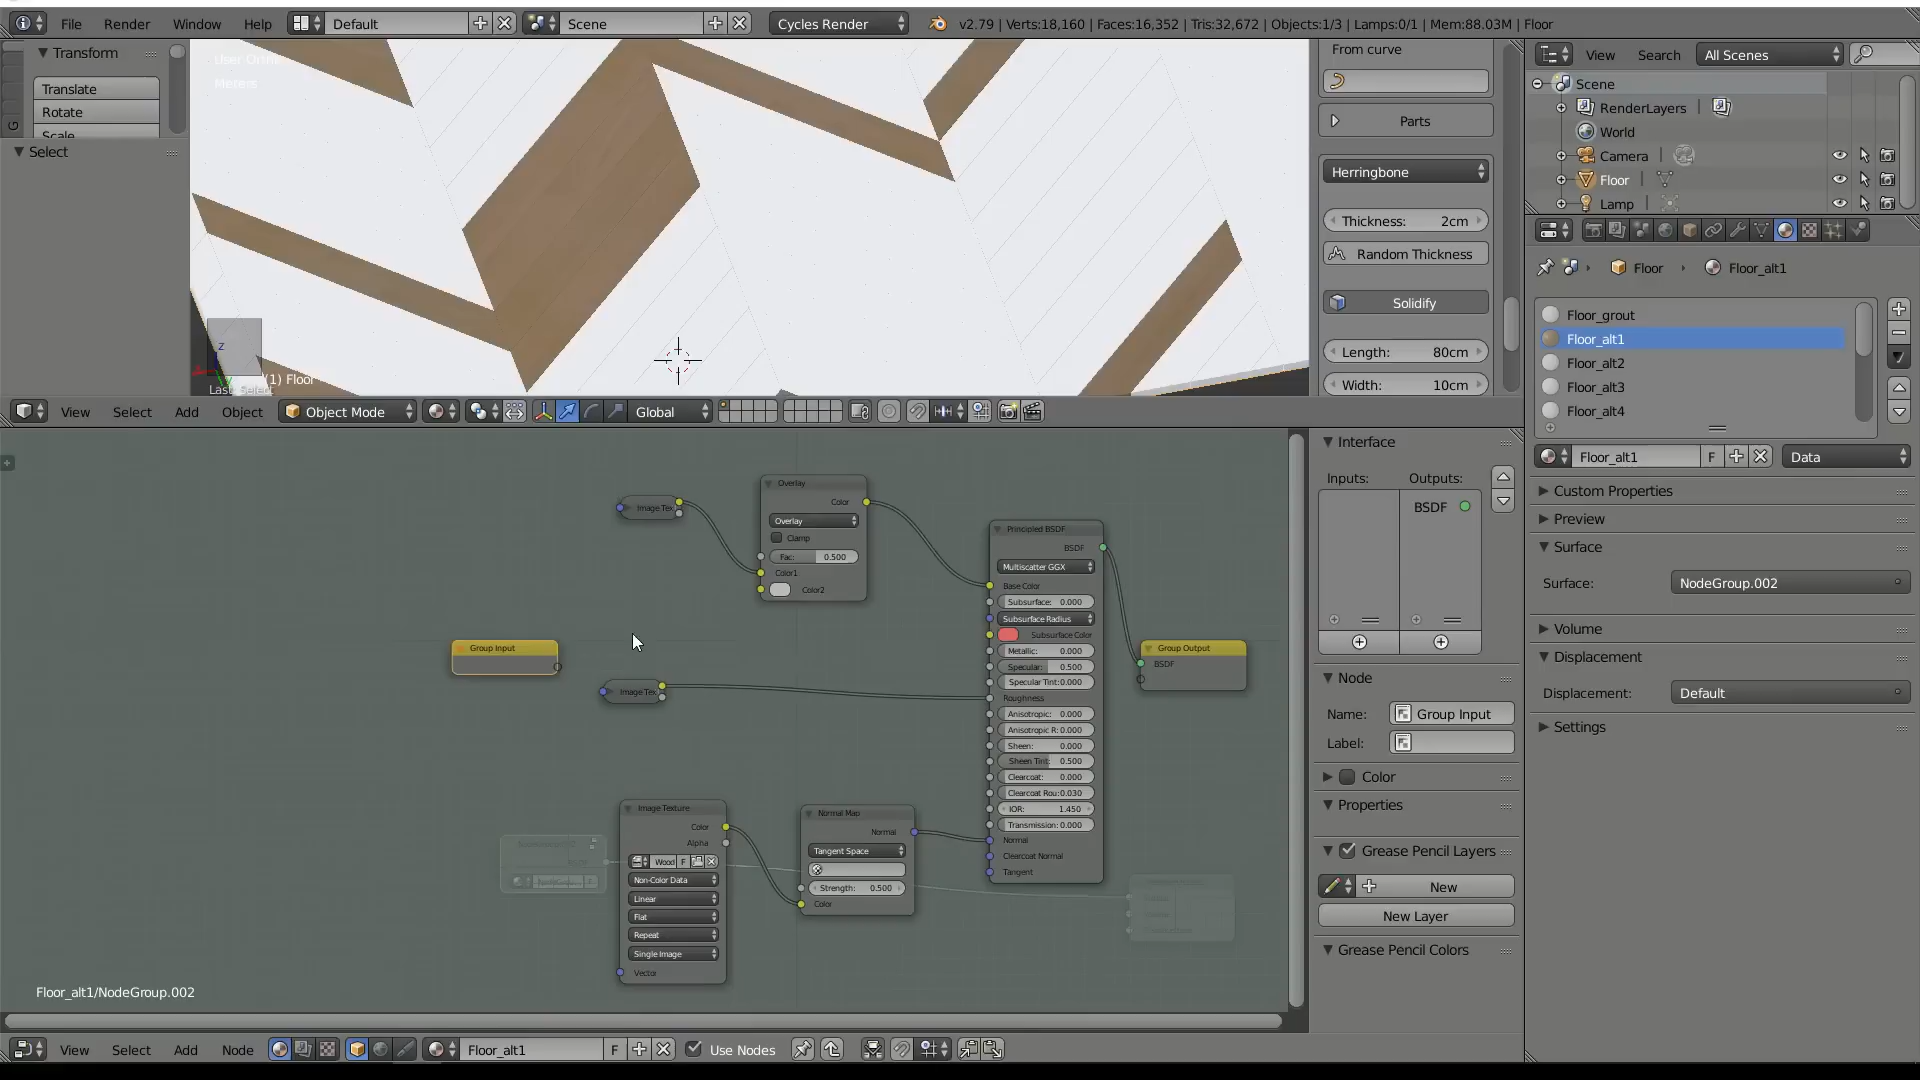 File Render Window Help Default Scene Cycles Render v2.79 | Verts:18,160 | Faces:16,352 | Tris:32,672 | Objects:1/3 | Lamps:0/1 | Mem:88.03M | Floor
Transform
Translate
Rotate
Scale
Select
User Ortho
Meters
z
(1) Floor
Last: Select
From curve
Parts
Herringbone
Thickness: 2cm
Random Thickness
Solidify
Length: 80cm
Width: 10cm
View Search All Scenes
Scene
RenderLayers
World
Camera
Floor
Lamp
Floor Floor_alt1
Floor_grout
Floor_alt1
Floor_alt2
Floor_alt3
Floor_alt4
Floor_alt1 F Data
Custom Properties
Preview
Surface
Surface: NodeGroup.002
Volume
Displacement
Displacement: Default
Settings
View Select Add Object Object Mode Global
Image Tex
Overlay
Color
Overlay
Clamp
Fac: 0.500
Color1
Color2
Group Input
Image Tex
Principled BSDF
BSDF
Multiscatter GGX
Base Color
Subsurface: 0.000
Subsurface Radius
Subsurface Color
Metallic: 0.000
Specular: 0.500
Specular Tint:0.000
Roughness
Anisotropic: 0.000
Anisotropic R:0.000
Sheen: 0.000
Sheen Tint: 0.500
Clearcoat: 0.000
Clearcoat Rou:0.030
IOR: 1.450
Transmission:0.000
Normal
Clearcoat Normal
Tangent
Group Output
BSDF
Image Texture
Color
Alpha
Wood F
Non-Color Data
Linear
Flat
Repeat
Single Image
Vector
Normal Map
Normal
Tangent Space
Strength: 0.500
Color
Floor_alt1/NodeGroup.002
Interface
Inputs: Outputs:
BSDF
Node
Name: Group Input
Label:
Color
Properties
Grease Pencil Layers
New
New Layer
Grease Pencil Colors
View Select Add Node Floor_alt1 F Use Nodes